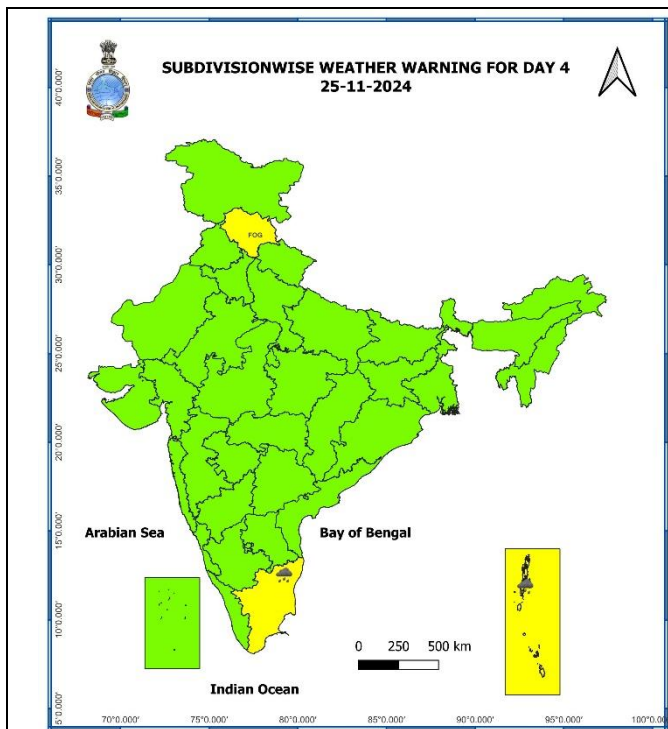 SUBDIVISIONWISE WEATHER WARNING FOR DAY 4
25-11-2024
40°0.000'
35°0.000'
30°0.000'
25°0.000'
20°0.000'
15°0.000'
10°0.000'
5°0.000'
FOG
Arabian Sea
Bay of Bengal
0 250 500 km
Indian Ocean
70°0.000' 75°0.000' 80°0.000' 85°0.000' 90°0.000' 95°0.000' 100°0.000'